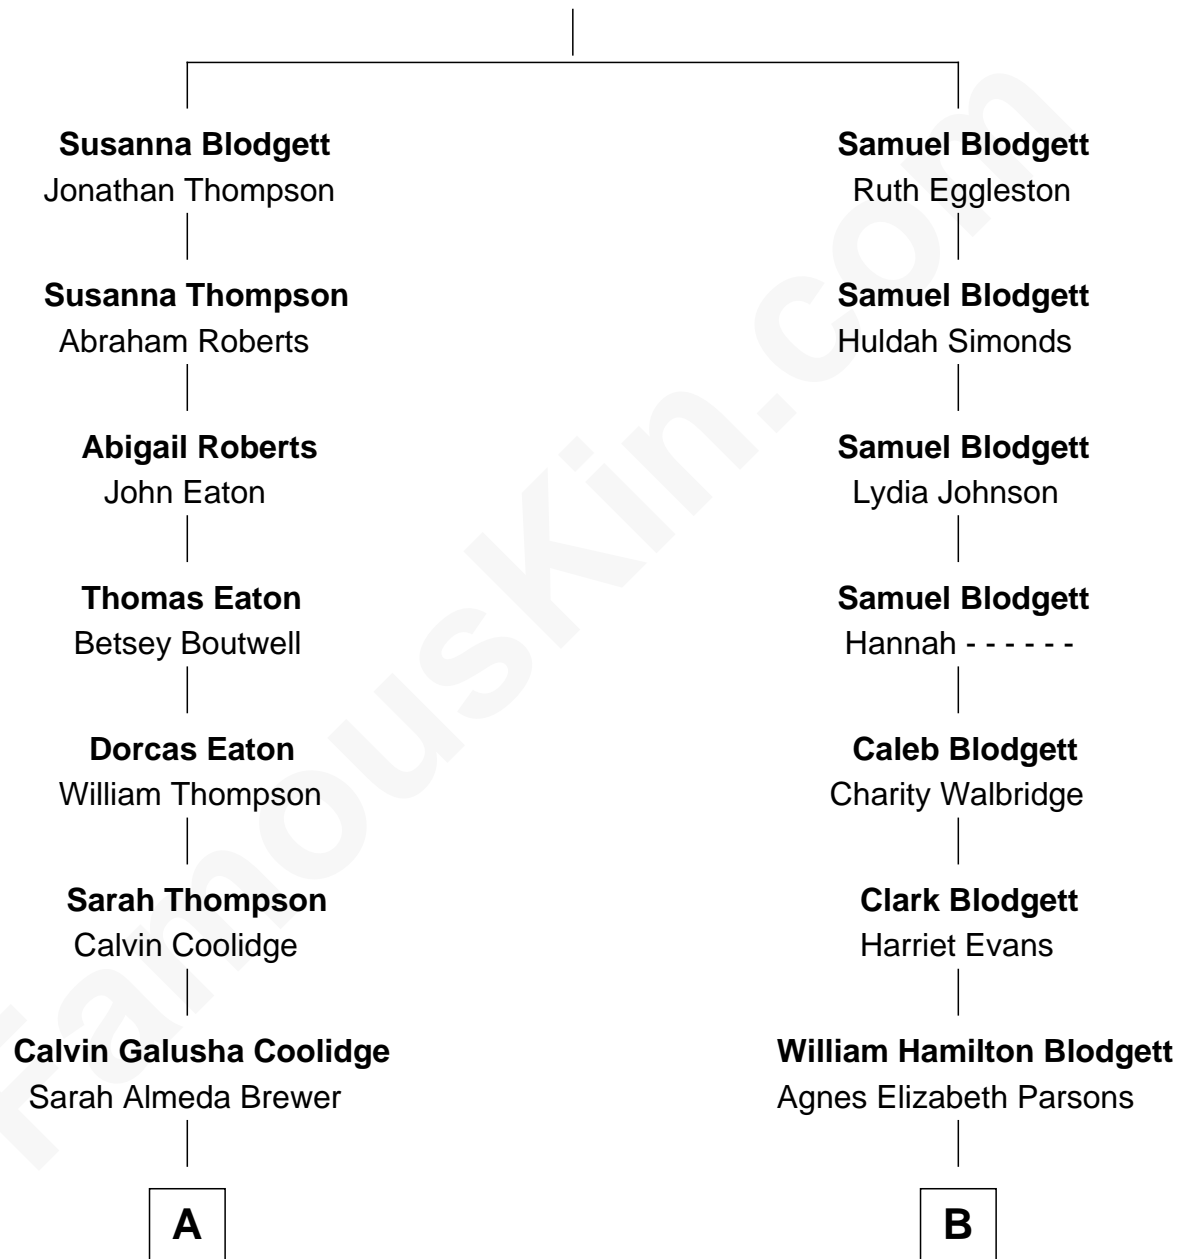 Susanna Blodgett
Jonathan Thompson
Susanna Thompson
Abraham Roberts
Abigail Roberts
John Eaton
Thomas Eaton
Betsey Boutwell
Dorcas Eaton
William Thompson
Sarah Thompson
Calvin Coolidge
Calvin Galusha Coolidge
Sarah Almeda Brewer
A
Samuel Blodgett
Ruth Eggleston
Samuel Blodgett
Huldah Simonds
Samuel Blodgett
Lydia Johnson
Samuel Blodgett
Hannah - - - - - -
Caleb Blodgett
Charity Walbridge
Clark Blodgett
Harriet Evans
William Hamilton Blodgett
Agnes Elizabeth Parsons
B
FamousKin.com